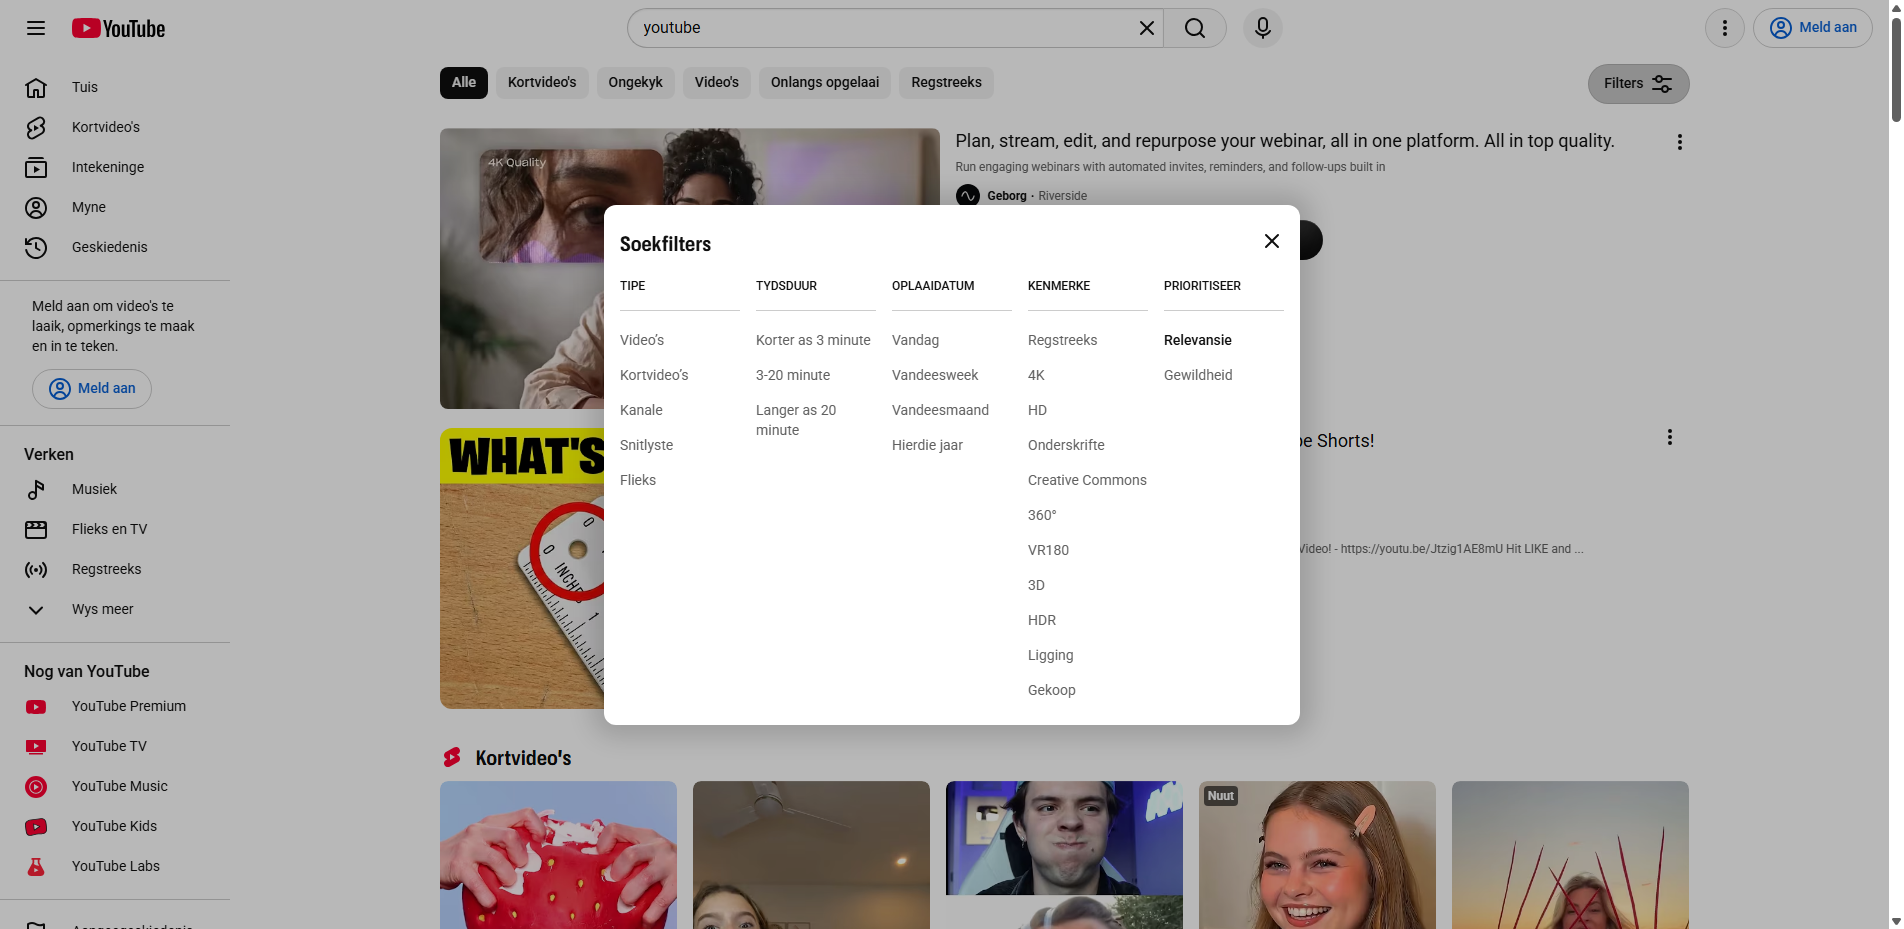 YouTube
youtube
Meld aan
Tuis
Kortvideo's
Intekeninge
Myne
Geskiedenis
Meld aan om video's te
laaik, opmerkings te maak
en in te teken.
Meld aan
Verken
Musiek
Flieks en TV
Regstreeks
Wys meer
Nog van YouTube
YouTube Premium
YouTube TV
YouTube Music
YouTube Kids
YouTube Labs
Alle
Kortvideo's
Ongekyk
Video's
Onlangs opgelaai
Regstreeks
Filters
4K Quality
Plan, stream, edit, and repurpose your webinar, all in one platform. All in top quality.
Run engaging webinars with automated invites, reminders, and follow-ups built in
Geborg · Riverside
Soekfilters
TIPE
Video's
Kortvideo's
Kanale
Snitlyste
Flieks
TYDSDUUR
Korter as 3 minute
3-20 minute
Langer as 20
minute
OPLAAIDATUM
Vandag
Vandeesweek
Vandeesmaand
Hierdie jaar
KENMERKE
Regstreeks
4K
HD
Onderskrifte
Creative Commons
360°
VR180
3D
HDR
Ligging
Gekoop
PRIORITISEER
Relevansie
Gewildheid
WHAT'S
0
0
INCHES
1
Shorts!
Video! - https://youtu.be/Jtzig1AE8mU Hit LIKE and ...
Kortvideo's
Nuut